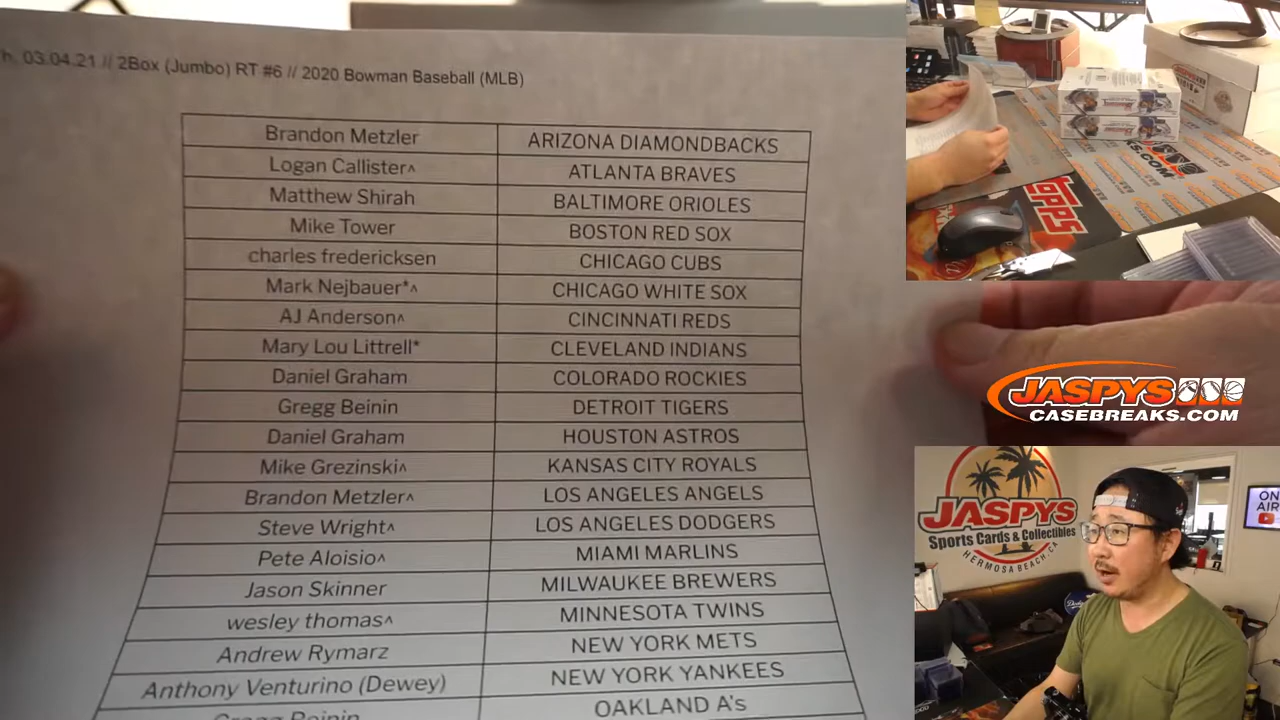 h. 03.04.21 // 2Box (Jumbo) RT #6 // 2020 Bowman Baseball (MLB)
Brandon Metzler ARIZONA DIAMONDBACKS
Logan Callister^ ATLANTA BRAVES
Matthew Shirah BALTIMORE ORIOLES
Mike Tower BOSTON RED SOX
charles fredericksen CHICAGO CUBS
Mark Nejbauer*^ CHICAGO WHITE SOX
AJ Anderson^ CINCINNATI REDS
Mary Lou Littrell* CLEVELAND INDIANS
Daniel Graham COLORADO ROCKIES
Gregg Beinin DETROIT TIGERS
Daniel Graham HOUSTON ASTROS
Mike Grezinski^ KANSAS CITY ROYALS
Brandon Metzler^ LOS ANGELES ANGELS
Steve Wright^ LOS ANGELES DODGERS
Pete Aloisio^ MIAMI MARLINS
Jason Skinner MILWAUKEE BREWERS
wesley thomas^ MINNESOTA TWINS
Andrew Rymarz NEW YORK METS
Anthony Venturino (Dewey) NEW YORK YANKEES
Gregg Beinin OAKLAND A's
TOPPS
JASPYS
CASEBREAKS.COM
JASPYS
Sports Cards & Collectibles
HERMOSA BEACH, CA
ON
AIR
Dodgers